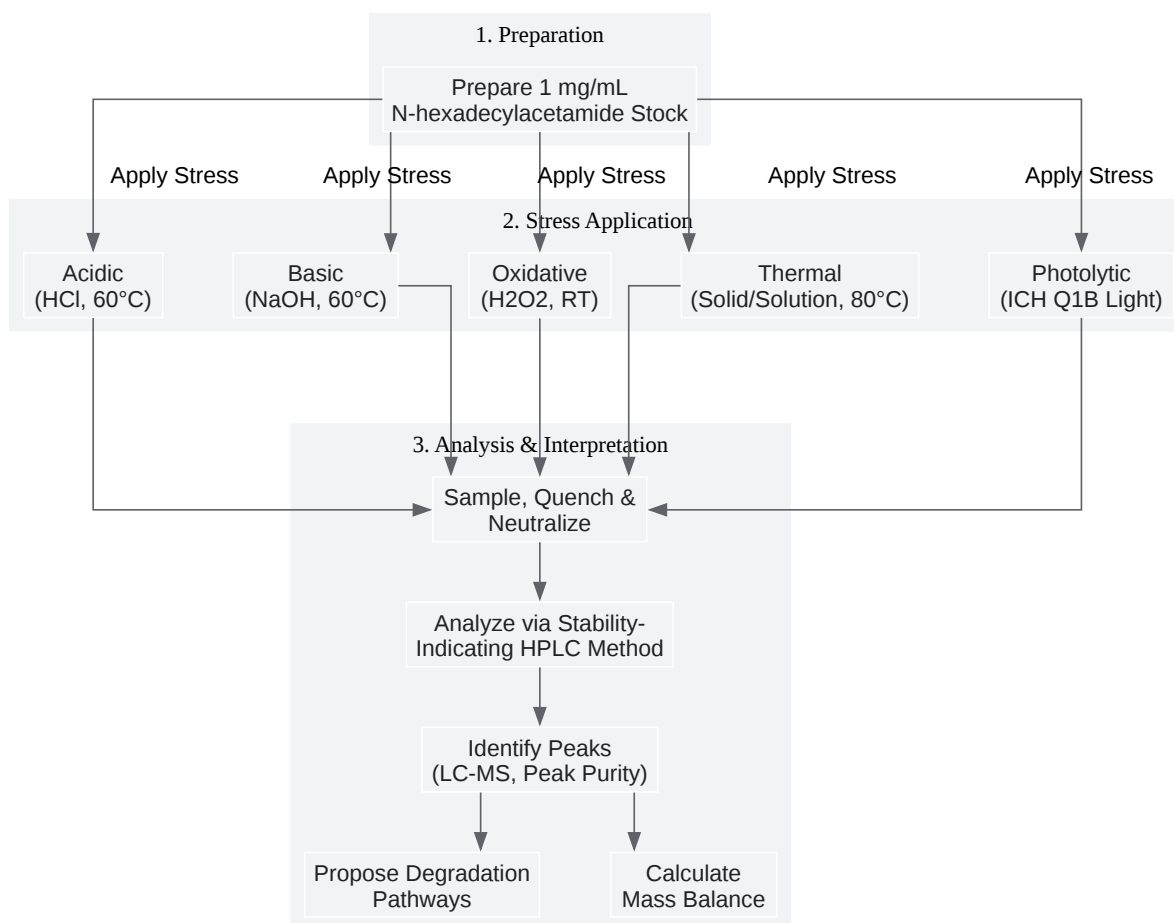 1. Preparation
Prepare 1 mg/mL
N-hexadecylacetamide Stock
Apply Stress
Apply Stress
Apply Stress
Apply Stress
Apply Stress
2. Stress Application
Acidic
(HCl, 60°C)
Basic
(NaOH, 60°C)
Oxidative
(H2O2, RT)
Thermal
(Solid/Solution, 80°C)
Photolytic
(ICH Q1B Light)
3. Analysis & Interpretation
Sample, Quench &
Neutralize
Analyze via Stability-
Indicating HPLC Method
Identify Peaks
(LC-MS, Peak Purity)
Propose Degradation
Pathways
Calculate
Mass Balance